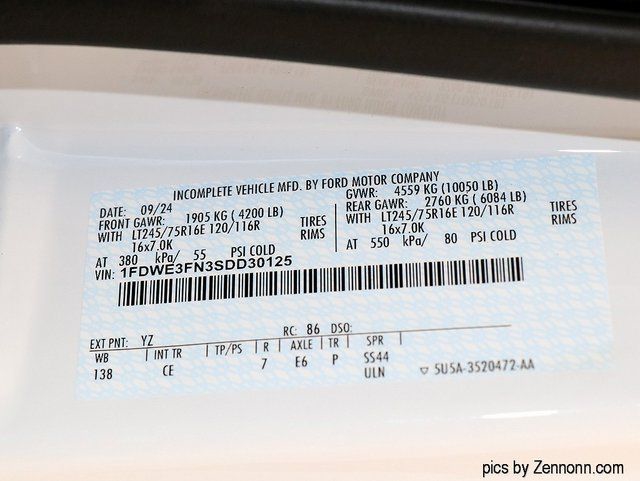 INCOMPLETE VEHICLE MFD. BY FORD MOTOR COMPANY
DATE: 09/24 GVWR: 4559 KG (10050 LB)
FRONT GAWR: 1905 KG ( 4200 LB) REAR GAWR: 2760 KG ( 6084 LB)
WITH LT245/75R16E 120/116R TIRES WITH LT245/75R16E 120/116R TIRES
16x7.0K RIMS 16x7.0K RIMS
AT 380 kPa/ 55 PSI COLD AT 550 kPa/ 80 PSI COLD
VIN: 1FDWE3FN3SDD30125
EXT PNT: YZ RC: 86 DSO:
WB INT TR TP/PS R AXLE TR SPR
138 CE 7 E6 P SS44
ULN ▽ 5U5A-3520472-AA
pics by Zennonn.com